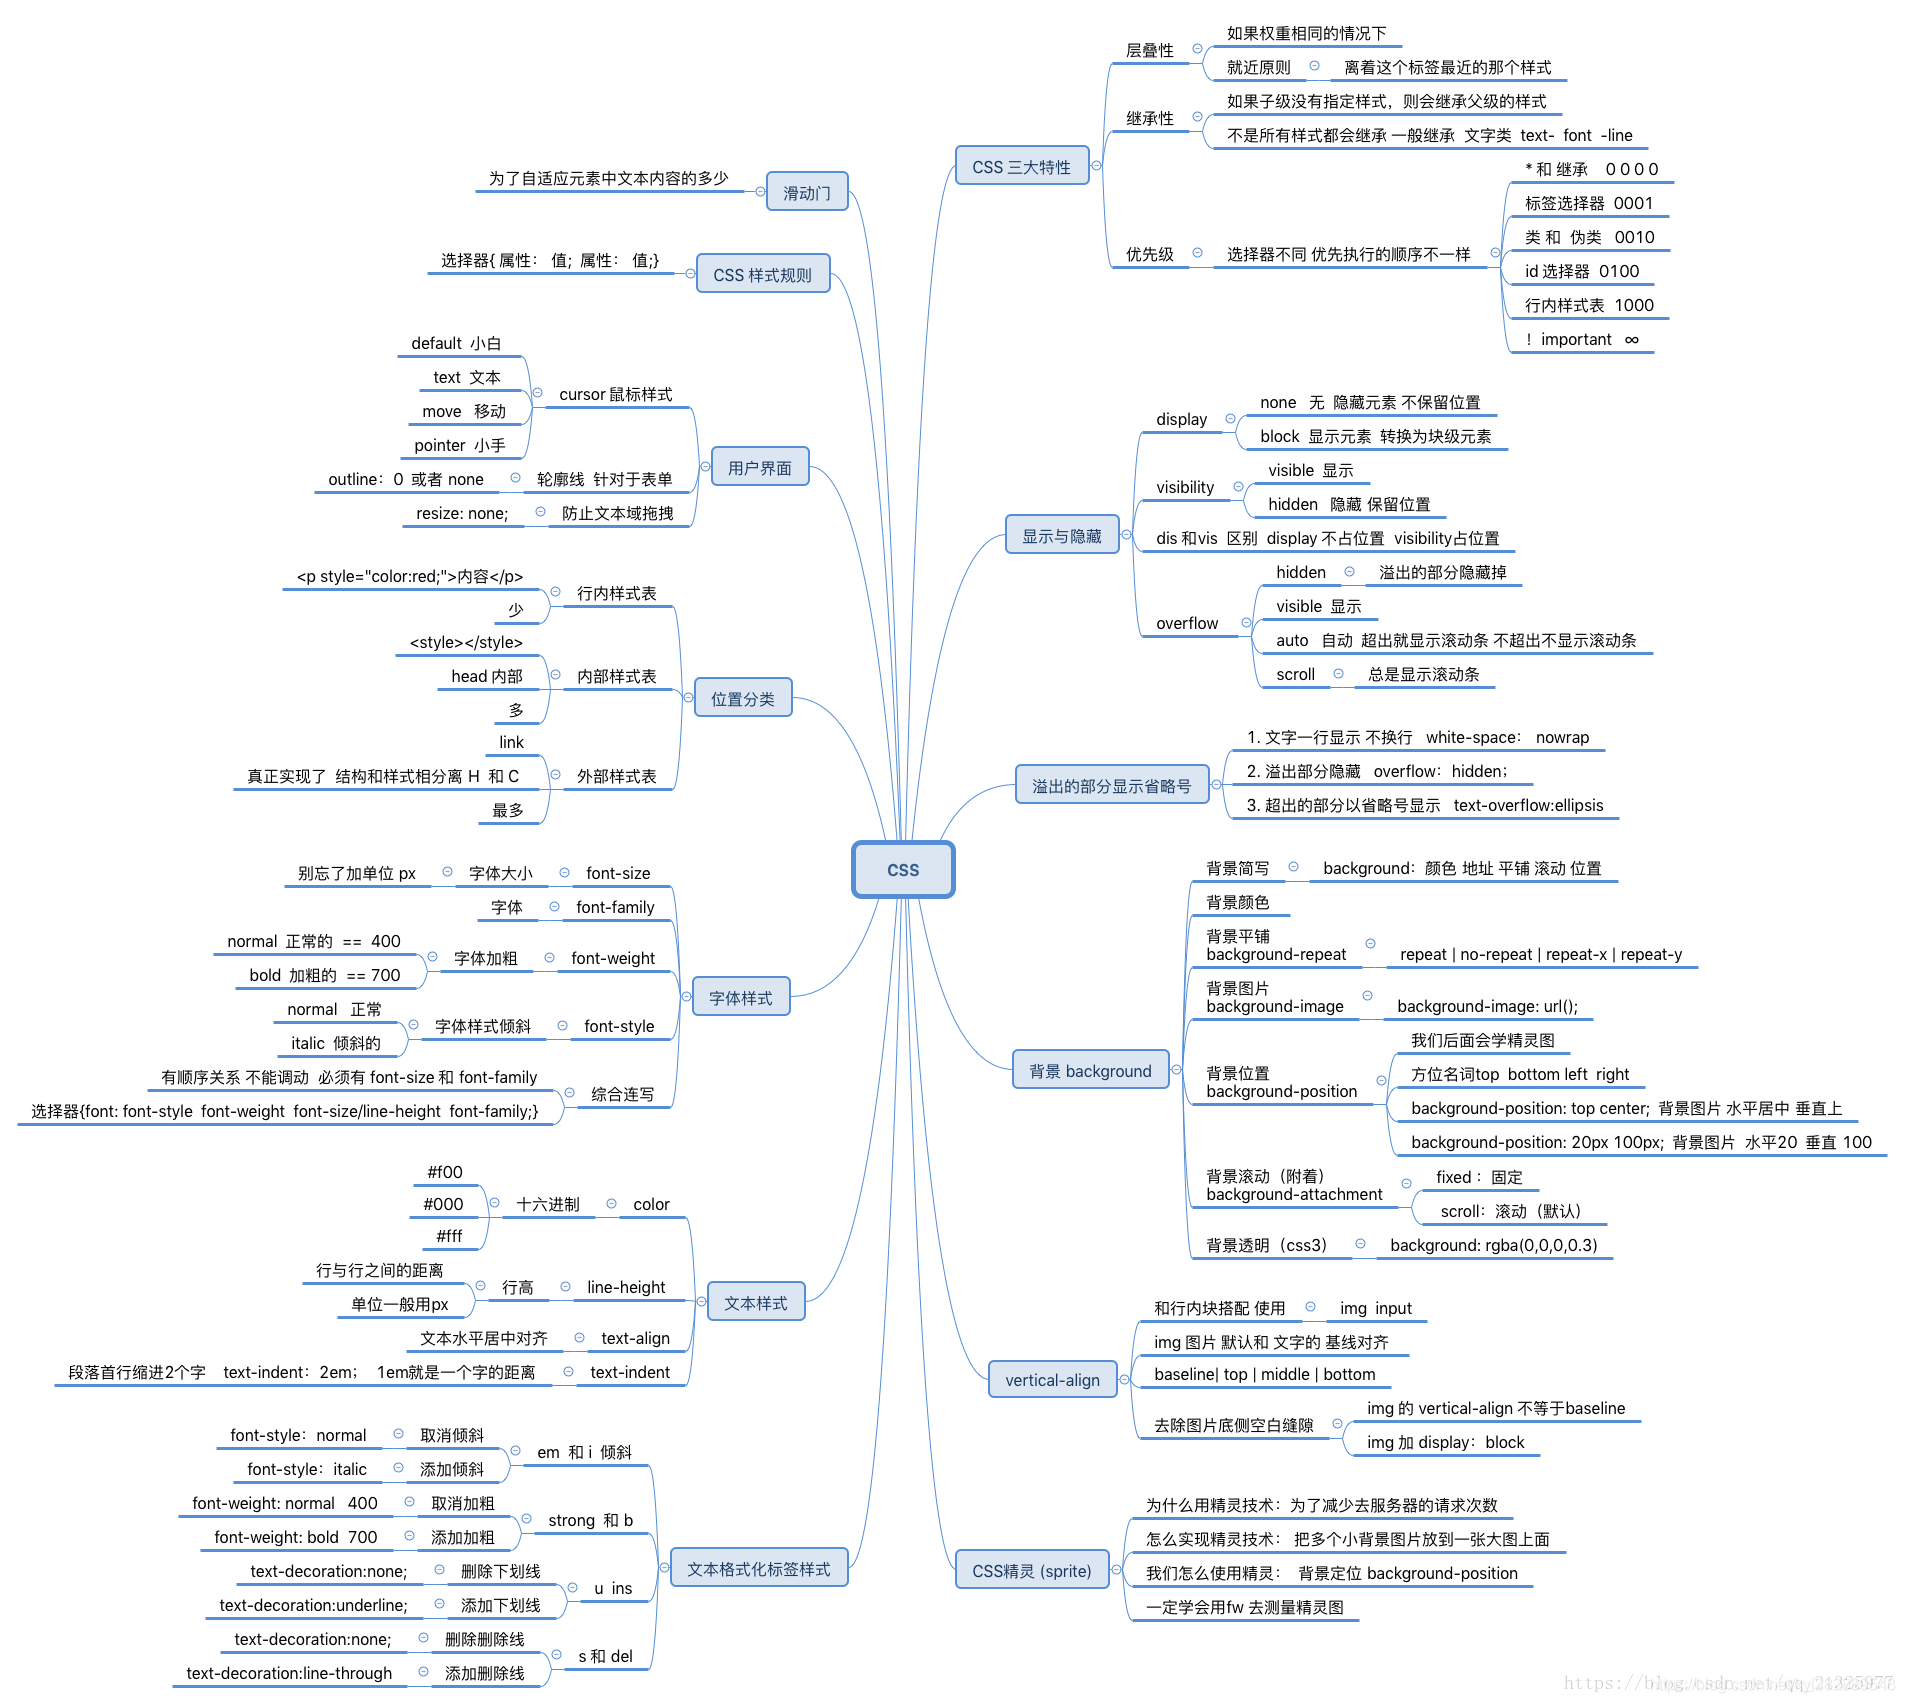 CSS
CSS 三大特性
层叠性
如果权重相同的情况下
就近原则
离着这个标签最近的那个样式
继承性
如果子级没有指定样式，则会继承父级的样式
不是所有样式都会继承 一般继承 文字类 text- font -line
优先级
选择器不同 优先执行的顺序不一样
* 和 继承 0 0 0 0
标签选择器 0001
类 和 伪类 0010
id 选择器 0100
行内样式表 1000
！important ∞
显示与隐藏
display
none 无 隐藏元素 不保留位置
block 显示元素 转换为块级元素
visibility
visible 显示
hidden 隐藏 保留位置
dis 和vis 区别 display 不占位置 visibility占位置
overflow
hidden
溢出的部分隐藏掉
visible 显示
auto 自动 超出就显示滚动条 不超出不显示滚动条
scroll
总是显示滚动条
溢出的部分显示省略号
1. 文字一行显示 不换行 white-space： nowrap
2. 溢出部分隐藏 overflow：hidden；
3. 超出的部分以省略号显示 text-overflow:ellipsis
背景 background
背景简写
background：颜色 地址 平铺 滚动 位置
背景颜色
背景平铺
background-repeat
repeat | no-repeat | repeat-x | repeat-y
背景图片
background-image
background-image: url();
背景位置
background-position
我们后面会学精灵图
方位名词top bottom left right
background-position: top center; 背景图片 水平居中 垂直上
background-position: 20px 100px; 背景图片 水平20 垂直 100
背景滚动（附着）
background-attachment
fixed： 固定
scroll：滚动（默认）
背景透明（css3）
background: rgba(0,0,0,0.3)
vertical-align
和行内块搭配 使用
img input
img 图片 默认和 文字的 基线对齐
baseline| top | middle | bottom
去除图片底侧空白缝隙
img 的 vertical-align 不等于baseline
img 加 display：block
CSS精灵 (sprite)
为什么用精灵技术：为了减少去服务器的请求次数
怎么实现精灵技术： 把多个小背景图片放到一张大图上面
我们怎么使用精灵： 背景定位 background-position
一定学会用fw 去测量精灵图
滑动门
为了自适应元素中文本内容的多少
CSS 样式规则
选择器{ 属性： 值； 属性： 值;}
用户界面
cursor 鼠标样式
default 小白
text 文本
move 移动
pointer 小手
轮廓线 针对于表单
outline：0 或者 none
防止文本域拖拽
resize: none;
位置分类
行内样式表
<p style="color:red;">内容</p>
少
内部样式表
<style></style>
head 内部
多
外部样式表
link
真正实现了 结构和样式相分离 H 和 C
最多
字体样式
font-size
字体大小
别忘了加单位 px
font-family
字体
font-weight
字体加粗
normal 正常的 == 400
bold 加粗的 == 700
font-style
字体样式倾斜
normal 正常
italic 倾斜的
综合连写
有顺序关系 不能调动 必须有 font-size 和 font-family
选择器{font: font-style font-weight font-size/line-height font-family;}
文本样式
color
十六进制
#f00
#000
#fff
line-height
行高
行与行之间的距离
单位一般用px
text-align
文本水平居中对齐
text-indent
段落首行缩进2个字 text-indent：2em； 1em就是一个字的距离
文本格式化标签样式
em 和 i 倾斜
取消倾斜
font-style：normal
添加倾斜
font-style：italic
strong 和 b
取消加粗
font-weight: normal 400
添加加粗
font-weight: bold 700
u ins
删除下划线
text-decoration:none;
添加下划线
text-decoration:underline;
s 和 del
删除删除线
text-decoration:none;
添加删除线
text-decoration:line-through